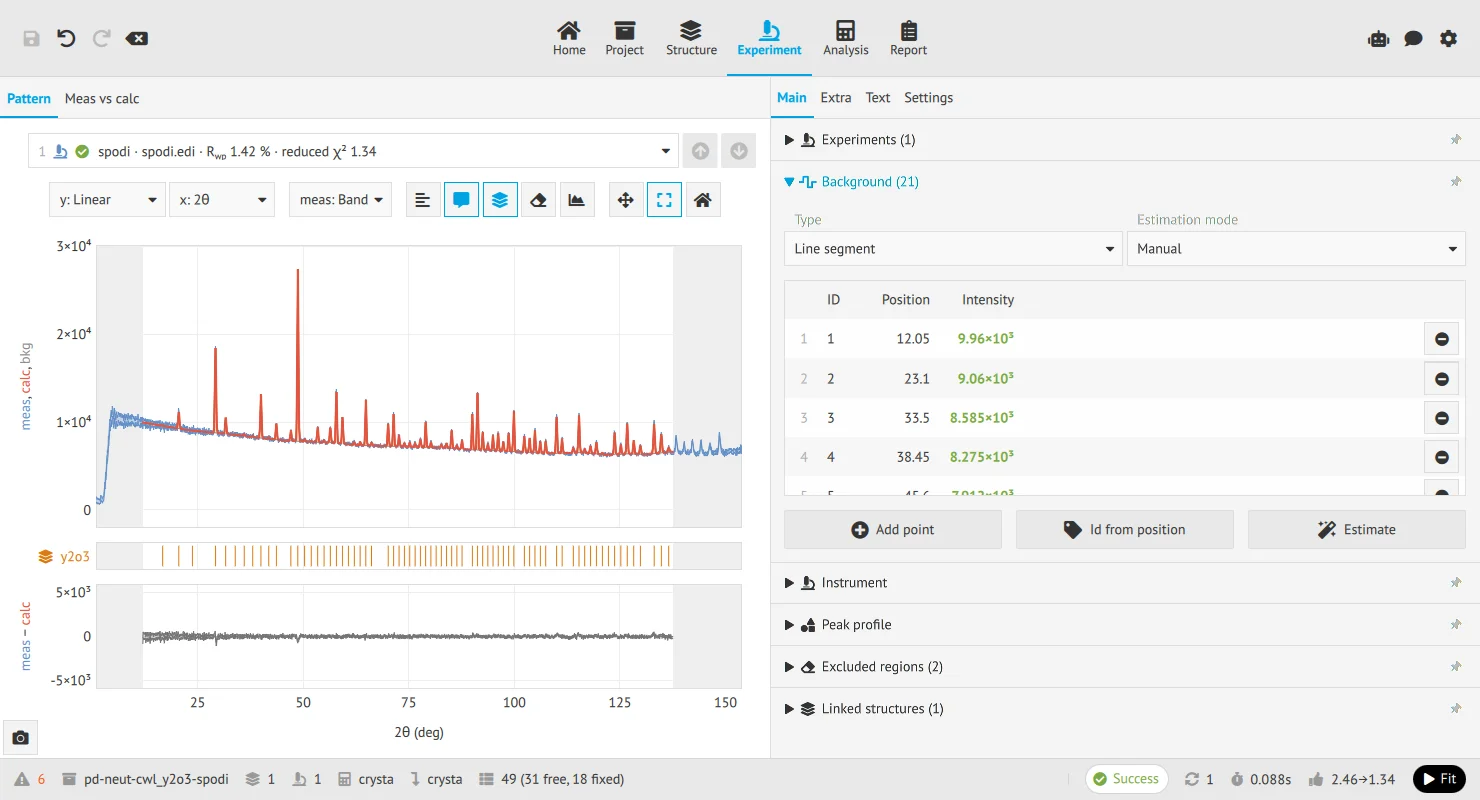 Home Project Structure Experiment Analysis Report
Pattern Meas vs calc
Main Extra Text Settings
1 spodi · spodi.edi · Rwp 1.42 % · reduced χ² 1.34
y: Linear x: 2θ meas: Band
3×10⁴
2×10⁴
1×10⁴
0
meas, calc, bkg
y2o3
5×10³
0
-5×10³
meas − calc
25 50 75 100 125 150
2θ (deg)
Experiments (1)
Background (21)
Type Estimation mode
Line segment Manual
ID Position Intensity
1 1 12.05 9.96×10³
2 2 23.1 9.06×10³
3 3 33.5 8.585×10³
4 4 38.45 8.275×10³
5 5 45.6 7.912×10³
Add point Id from position Estimate
Instrument
Peak profile
Excluded regions (2)
Linked structures (1)
6 pd-neut-cwl_y2o3-spodi 1 1 crysta crysta 49 (31 free, 18 fixed) Success 1 0.088s 2.46→1.34 Fit